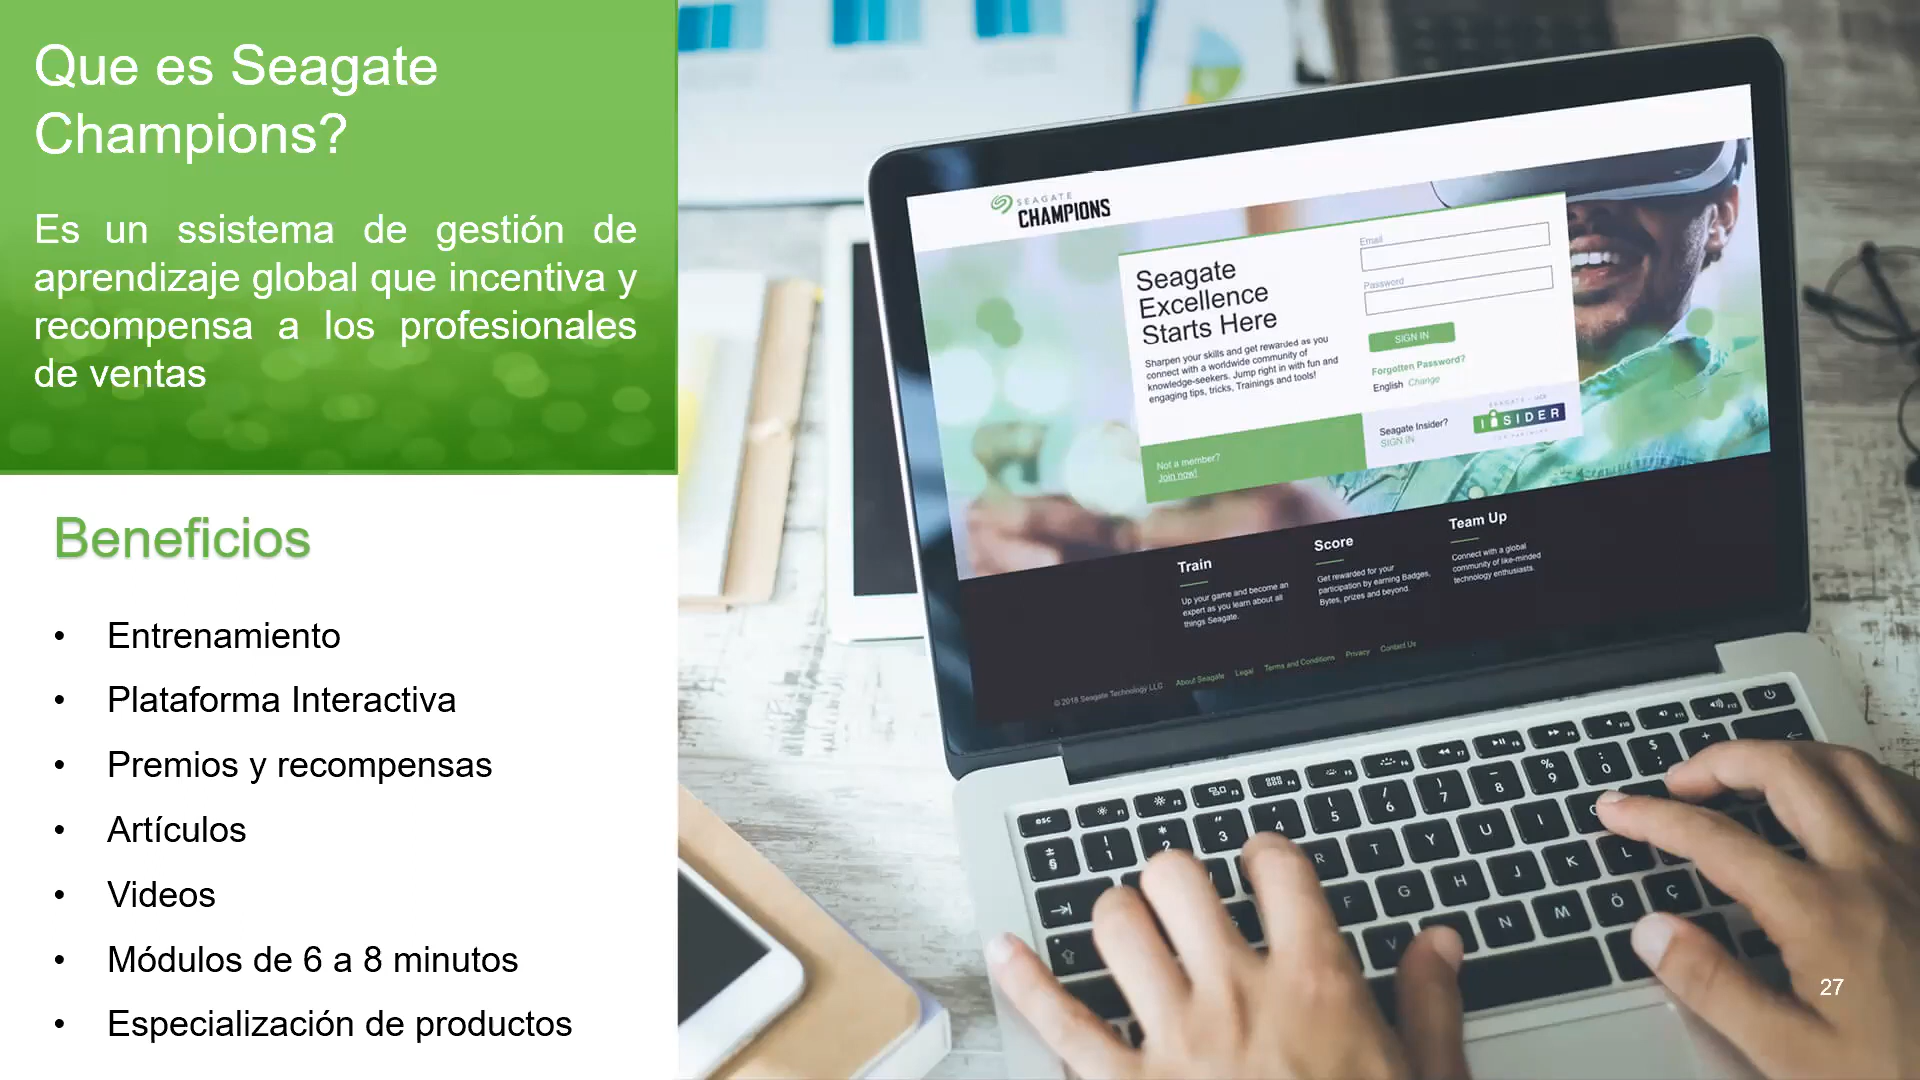 Que es Seagate
Champions?
Es un ssistema de gestión de
aprendizaje global que incentiva y
recompensa a los profesionales
de ventas
Beneficios
• Entrenamiento
• Plataforma Interactiva
• Premios y recompensas
• Artículos
• Videos
• Módulos de 6 a 8 minutos
• Especialización de productos
SEAGATE
CHAMPIONS
Seagate
Excellence
Starts Here
Sharpen your skills and get rewarded as you
connect with a worldwide community of
knowledge-seekers. Jump right in with fun and
engaging tips, tricks, Trainings and tools!
Email
Password
SIGN IN
Forgotten Password?
English Change
Not a member?
Join now!
Seagate Insider?
SIGN IN
INSIDER
Train
Up your game and become an
expert as you learn about all
things Seagate.
Score
Get rewarded for your
participation by earning Badges,
Bytes, prizes and beyond.
Team Up
Connect with a global
community of like-minded
technology enthusiasts.
© 2018 Seagate Technology LLC About Seagate Legal Terms and Conditions Privacy Contact Us
27